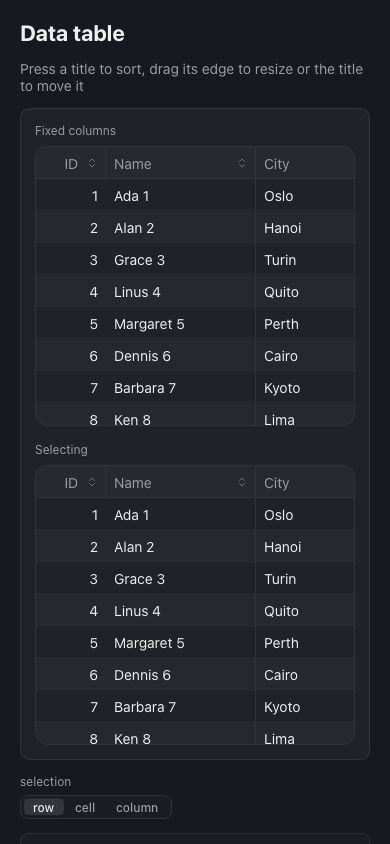 Data table
Press a title to sort, drag its edge to resize or the title
to move it
Fixed columns
ID Name City
1 Ada 1 Oslo
2 Alan 2 Hanoi
3 Grace 3 Turin
4 Linus 4 Quito
5 Margaret 5 Perth
6 Dennis 6 Cairo
7 Barbara 7 Kyoto
8 Ken 8 Lima
Selecting
ID Name City
1 Ada 1 Oslo
2 Alan 2 Hanoi
3 Grace 3 Turin
4 Linus 4 Quito
5 Margaret 5 Perth
6 Dennis 6 Cairo
7 Barbara 7 Kyoto
8 Ken 8 Lima
selection
row cell column